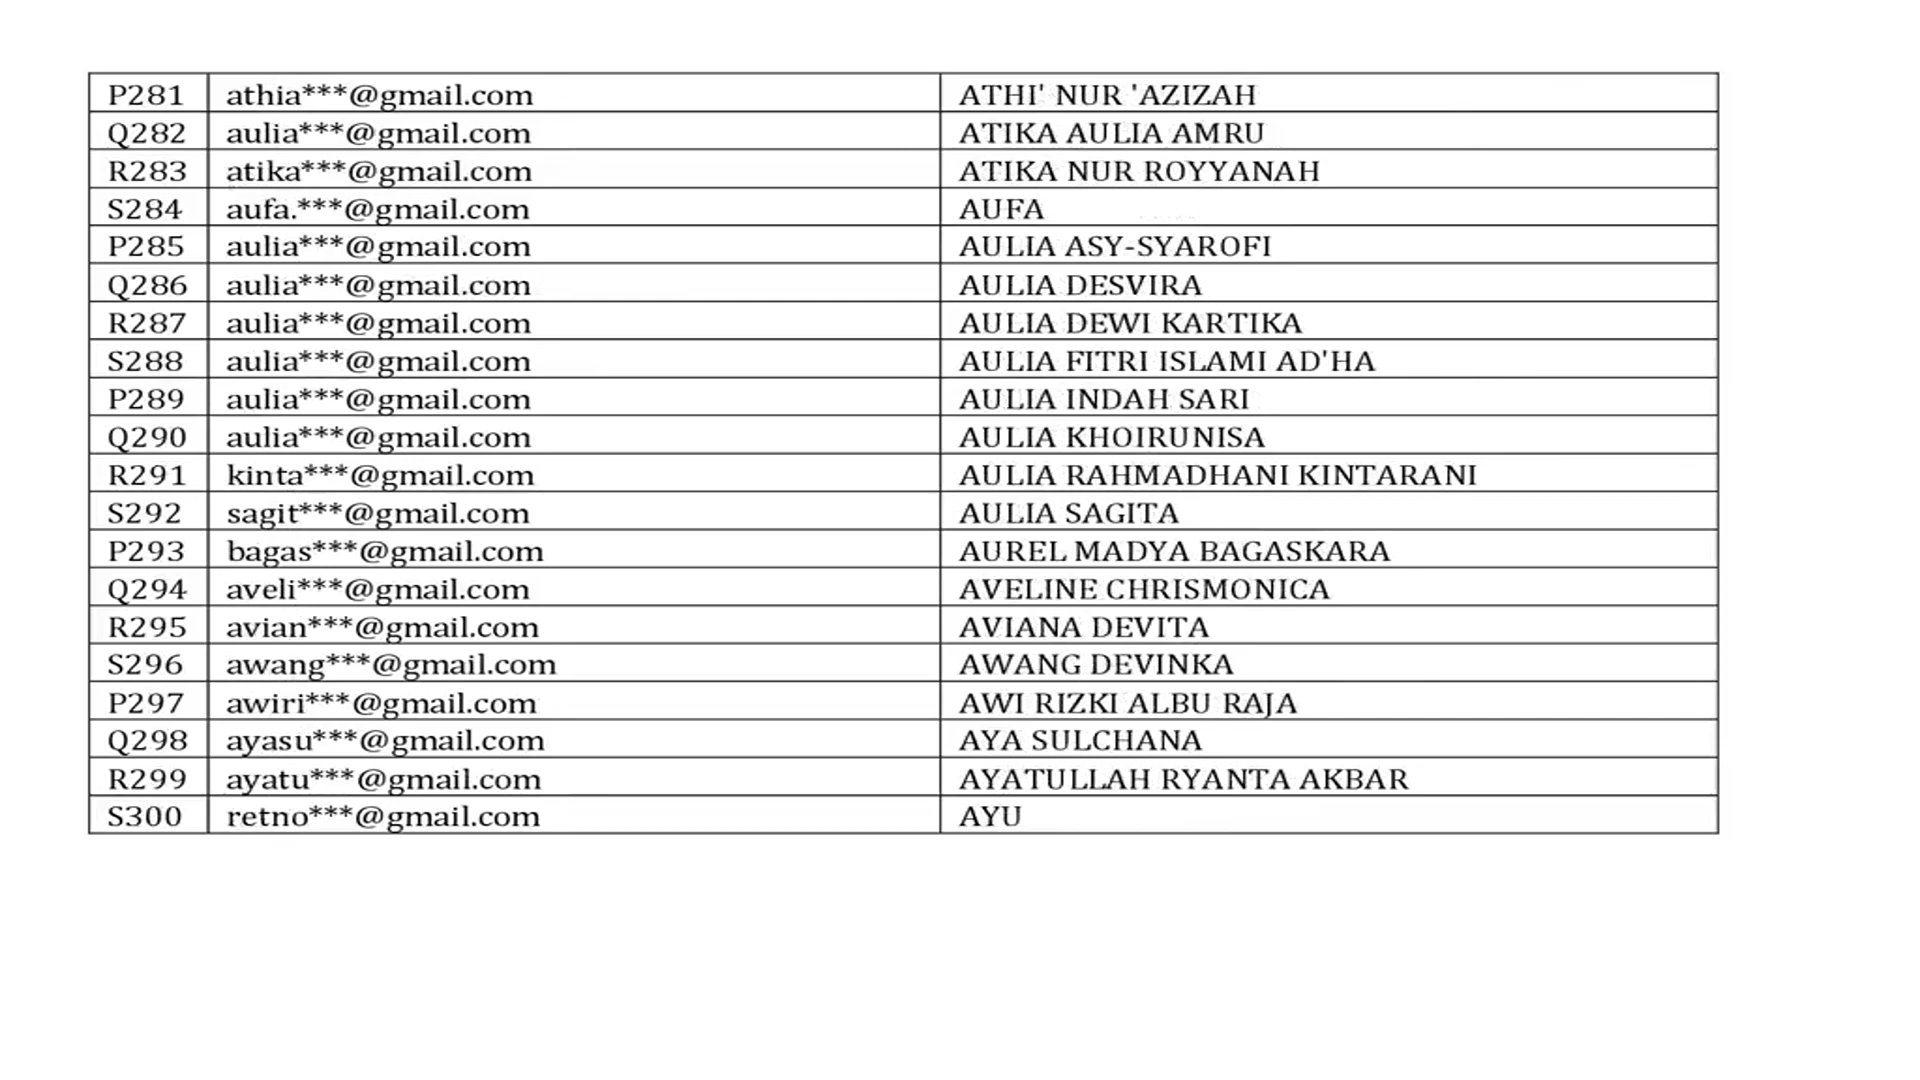 P281 athia***@gmail.com ATHI' NUR 'AZIZAH
Q282 aulia***@gmail.com ATIKA AULIA AMRU
R283 atika***@gmail.com ATIKA NUR ROYYANAH
S284 aufa.***@gmail.com AUFA
P285 aulia***@gmail.com AULIA ASY-SYAROFI
Q286 aulia***@gmail.com AULIA DESVIRA
R287 aulia***@gmail.com AULIA DEWI KARTIKA
S288 aulia***@gmail.com AULIA FITRI ISLAMI AD'HA
P289 aulia***@gmail.com AULIA INDAH SARI
Q290 aulia***@gmail.com AULIA KHOIRUNISA
R291 kinta***@gmail.com AULIA RAHMADHANI KINTARANI
S292 sagit***@gmail.com AULIA SAGITA
P293 bagas***@gmail.com AUREL MADYA BAGASKARA
Q294 aveli***@gmail.com AVELINE CHRISMONICA
R295 avian***@gmail.com AVIANA DEVITA
S296 awang***@gmail.com AWANG DEVINKA
P297 awiri***@gmail.com AWI RIZKI ALBU RAJA
Q298 ayasu***@gmail.com AYA SULCHANA
R299 ayatu***@gmail.com AYATULLAH RYANTA AKBAR
S300 retno***@gmail.com AYU